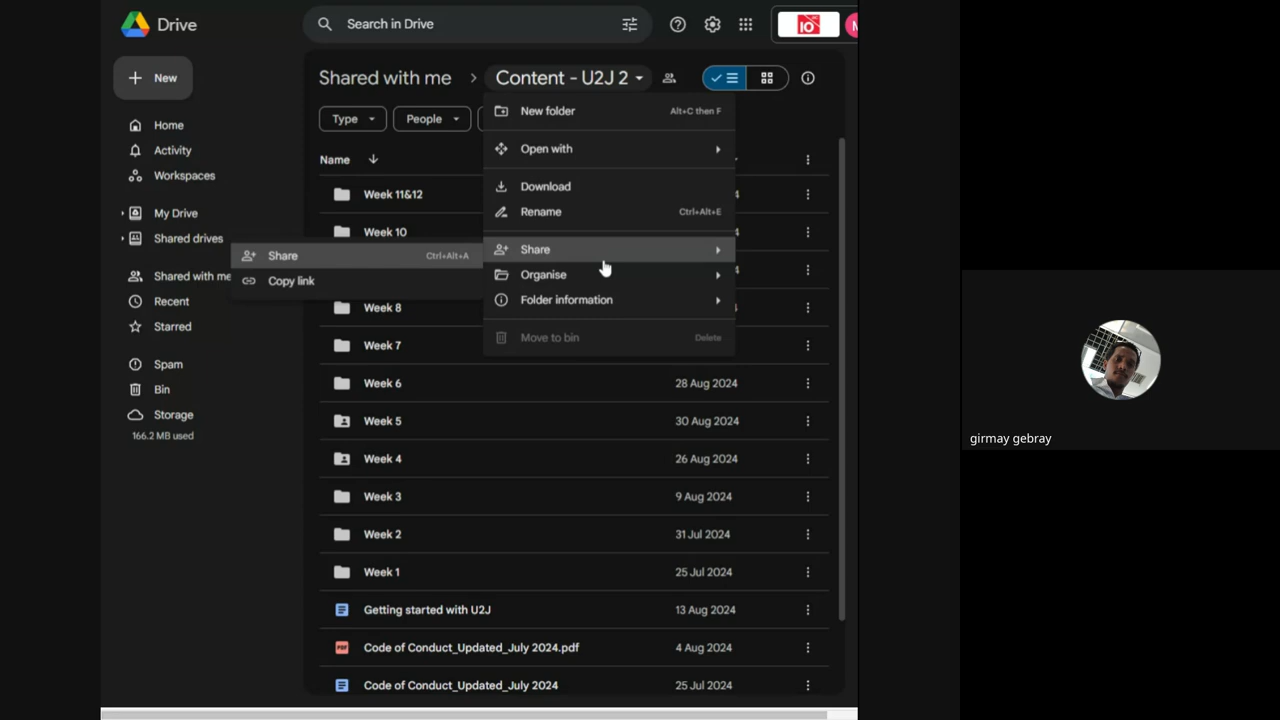 Drive
Search in Drive
IO
New
Shared with me
Content - U2J 2
Type
People
New folder Alt+C then F
Open with
Download
Rename Ctrl+Alt+E
Share
Organise
Folder information
Move to bin Delete
Share Ctrl+Alt+A
Copy link
Home
Activity
Workspaces
My Drive
Shared drives
Shared with me
Recent
Starred
Spam
Bin
Storage
166.2 MB used
Name
Week 11&12 4
Week 10 4
4
Week 8 4
Week 7
Week 6 28 Aug 2024
Week 5 30 Aug 2024
Week 4 26 Aug 2024
Week 3 9 Aug 2024
Week 2 31 Jul 2024
Week 1 25 Jul 2024
Getting started with U2J 13 Aug 2024
PDF Code of Conduct_Updated_July 2024.pdf 4 Aug 2024
Code of Conduct_Updated_July 2024 25 Jul 2024
girmay gebray